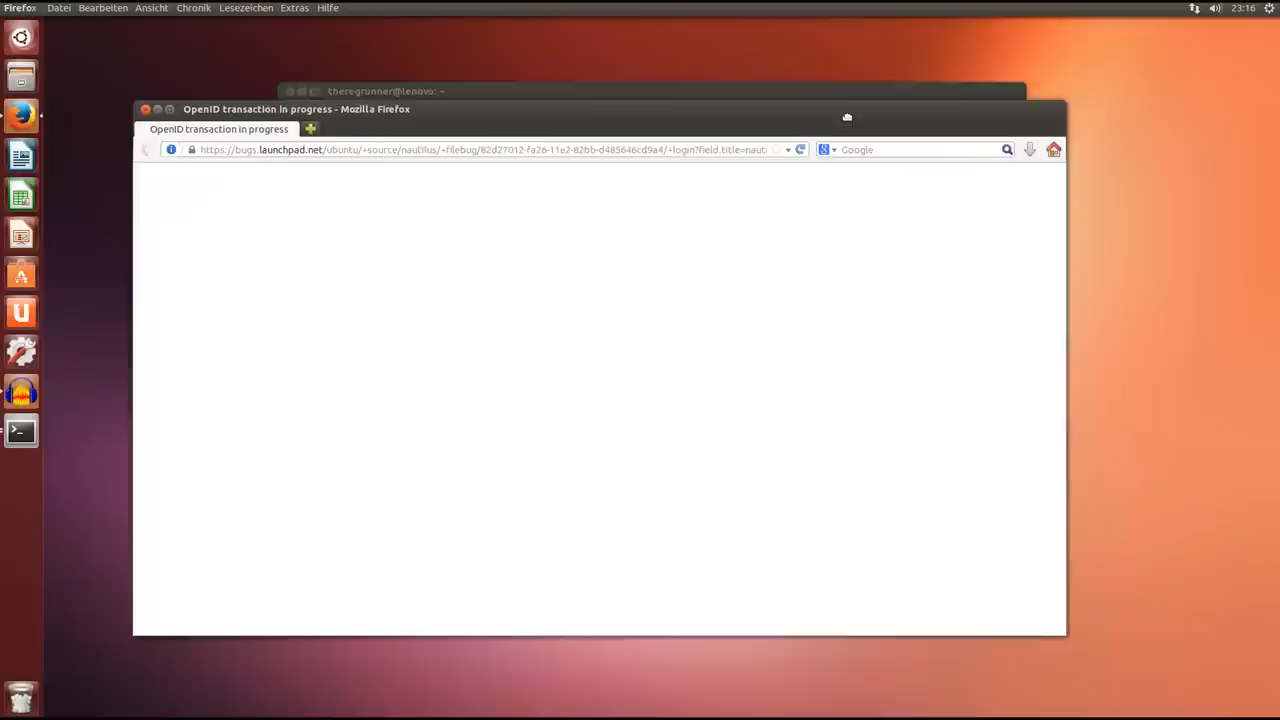 Firefox Datei Bearbeiten Ansicht Chronik Lesezeichen Extras Hilfe 23:16
theregrunner@lenovo: ~
OpenID transaction in progress - Mozilla Firefox
OpenID transaction in progress
https://bugs.launchpad.net/ubuntu/+source/nautilus/+filebug/82d27012-fa26-11e2-82bb-d485646cd9a4/+login?field.title=nauti Google